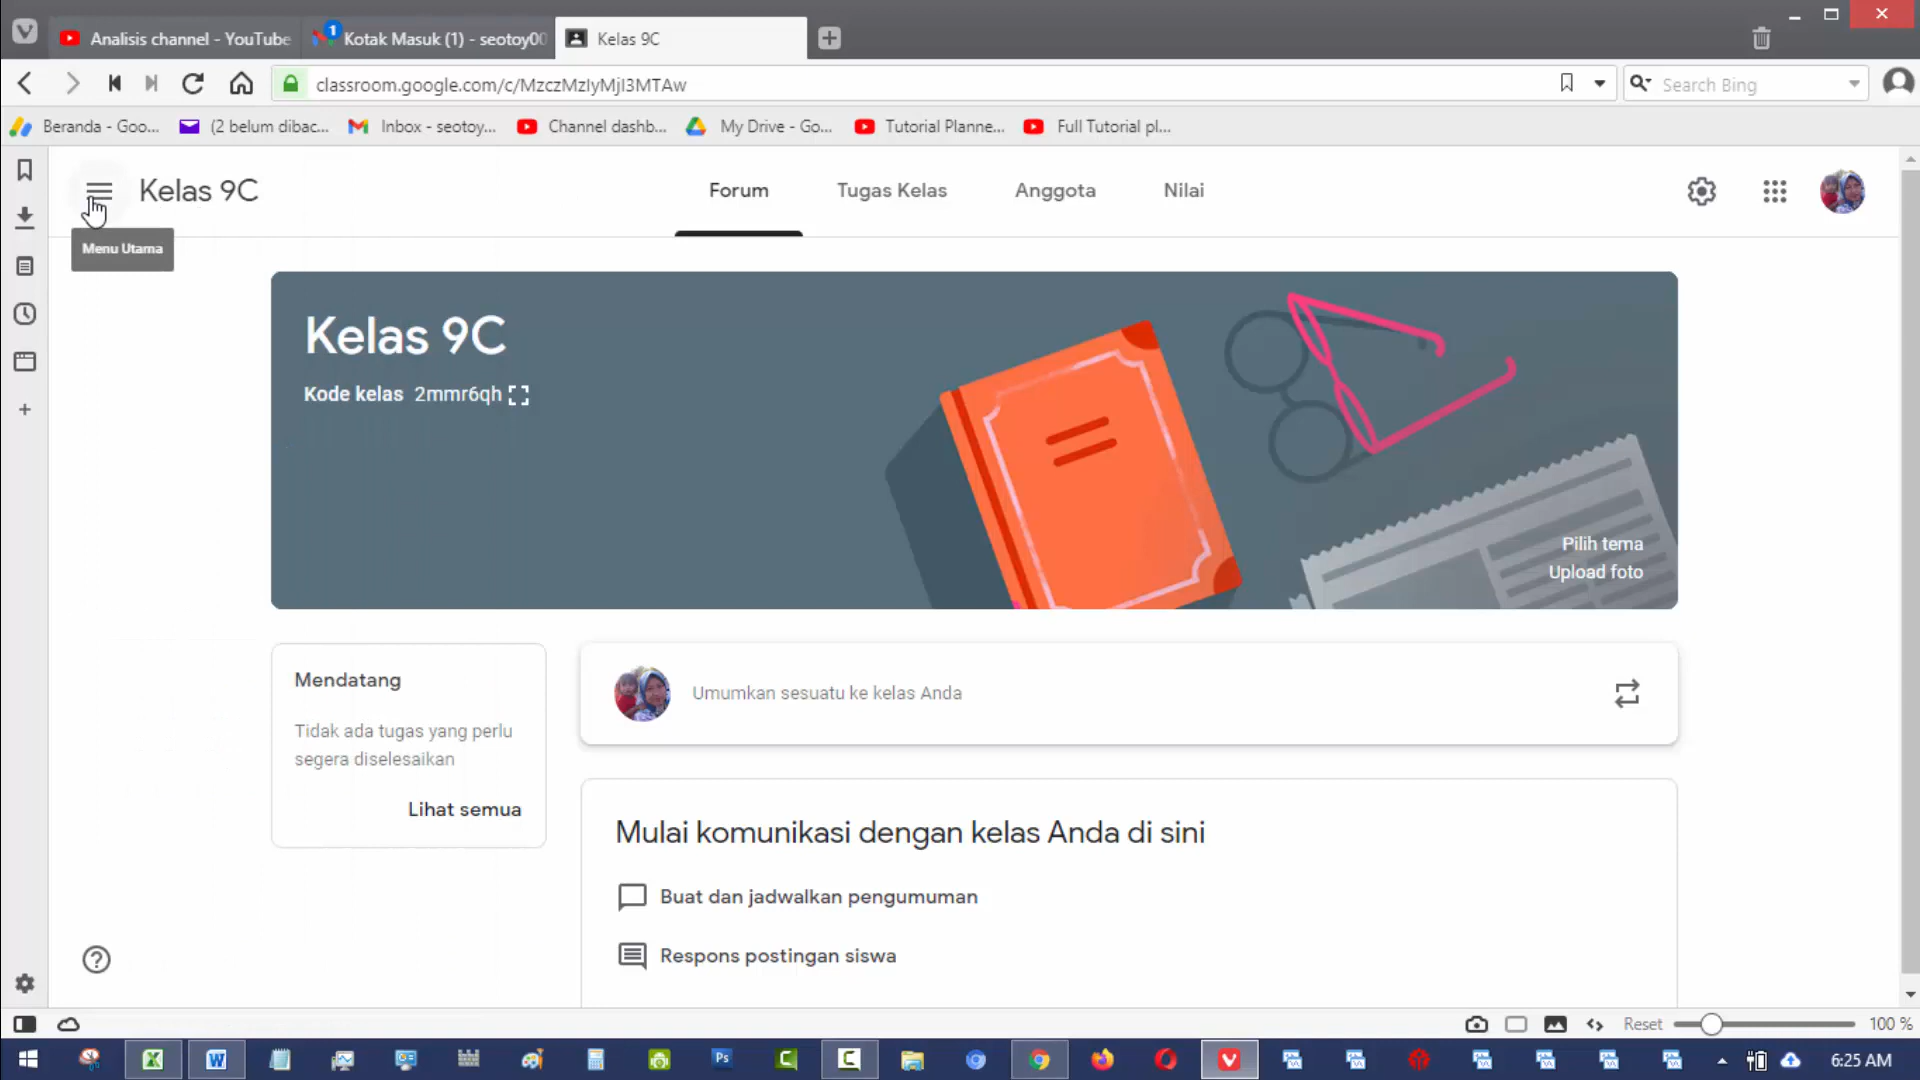 Analisis channel - YouTube
1
Kotak Masuk (1) - seotoy00
Kelas 9C
classroom.google.com/c/MzczMzIyMjI3MTAw
Search Bing
Beranda - Goo...
(2 belum dibac...
Inbox - seotoy...
Channel dashb...
My Drive - Go...
Tutorial Planne...
Full Tutorial pl...
Kelas 9C
Forum
Tugas Kelas
Anggota
Nilai
Menu Utama
Kelas 9C
Kode kelas 2mmr6qh
Pilih tema
Upload foto
Mendatang
Tidak ada tugas yang perlu
segera diselesaikan
Lihat semua
Umumkan sesuatu ke kelas Anda
Mulai komunikasi dengan kelas Anda di sini
Buat dan jadwalkan pengumuman
Respons postingan siswa
Reset
100 %
Ps
6:25 AM